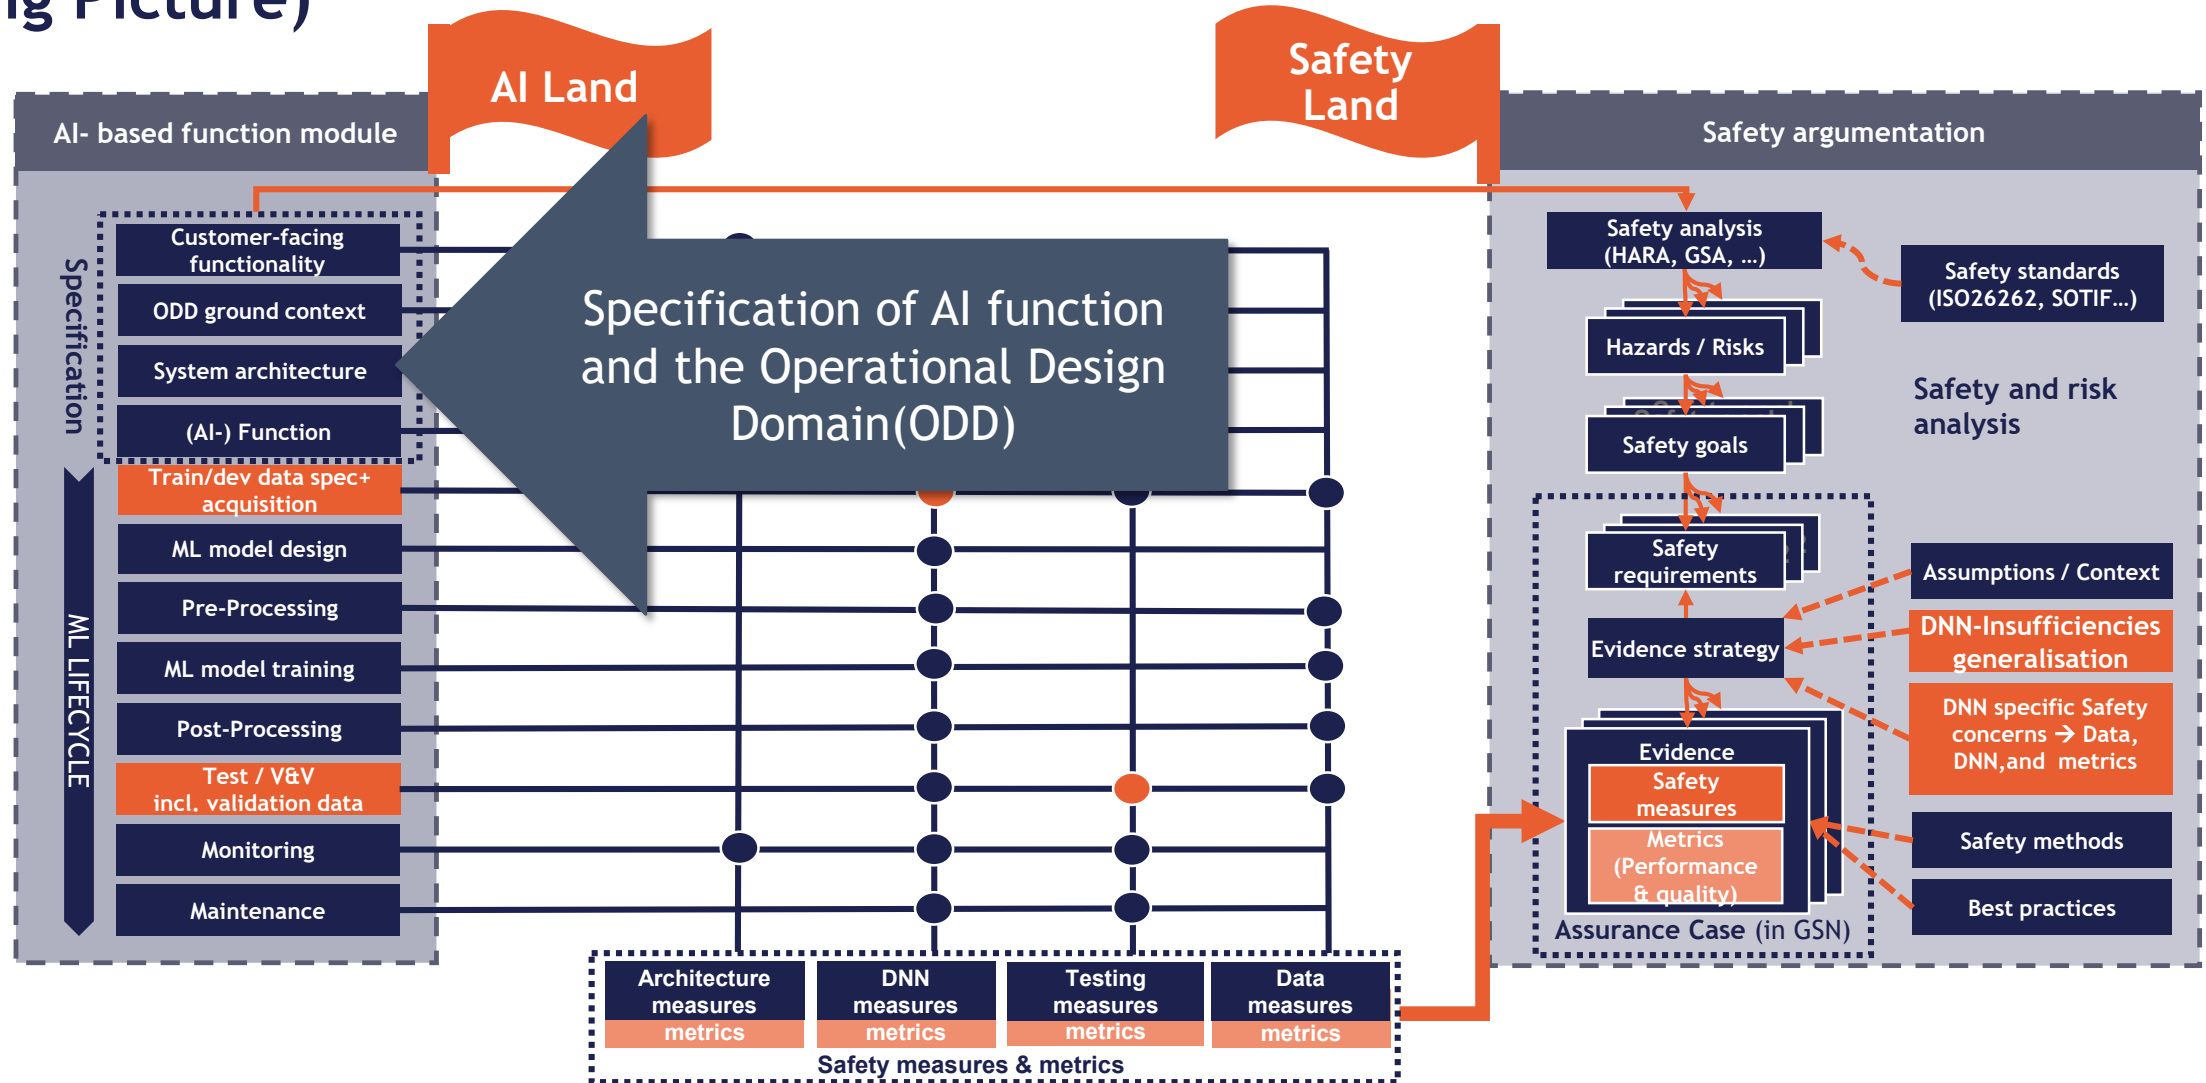 ng Picture)
AI Land
Safety
Land
AI- based function module
Specification
Customer-facing
functionality
ODD ground context
System architecture
(AI-) Function
ML LIFECYCLE
Train/dev data spec+
acquisition
ML model design
Pre-Processing
ML model training
Post-Processing
Test / V&V
incl. validation data
Monitoring
Maintenance
Specification of AI function
and the Operational Design
Domain(ODD)
Architecture
measures
metrics
DNN
measures
metrics
Testing
measures
metrics
Data
measures
metrics
Safety measures & metrics
Safety argumentation
Safety analysis
(HARA, GSA, …)
Safety standards
(ISO26262, SOTIF…)
Hazards / Risks
Safety and risk
analysis
Safety goals
Safety
requirements
Assumptions / Context
Evidence strategy
DNN-Insufficiencies
generalisation
DNN specific Safety
concerns → Data,
DNN,and metrics
Evidence
Safety
measures
Metrics
(Performance
& quality)
Safety methods
Best practices
Assurance Case (in GSN)